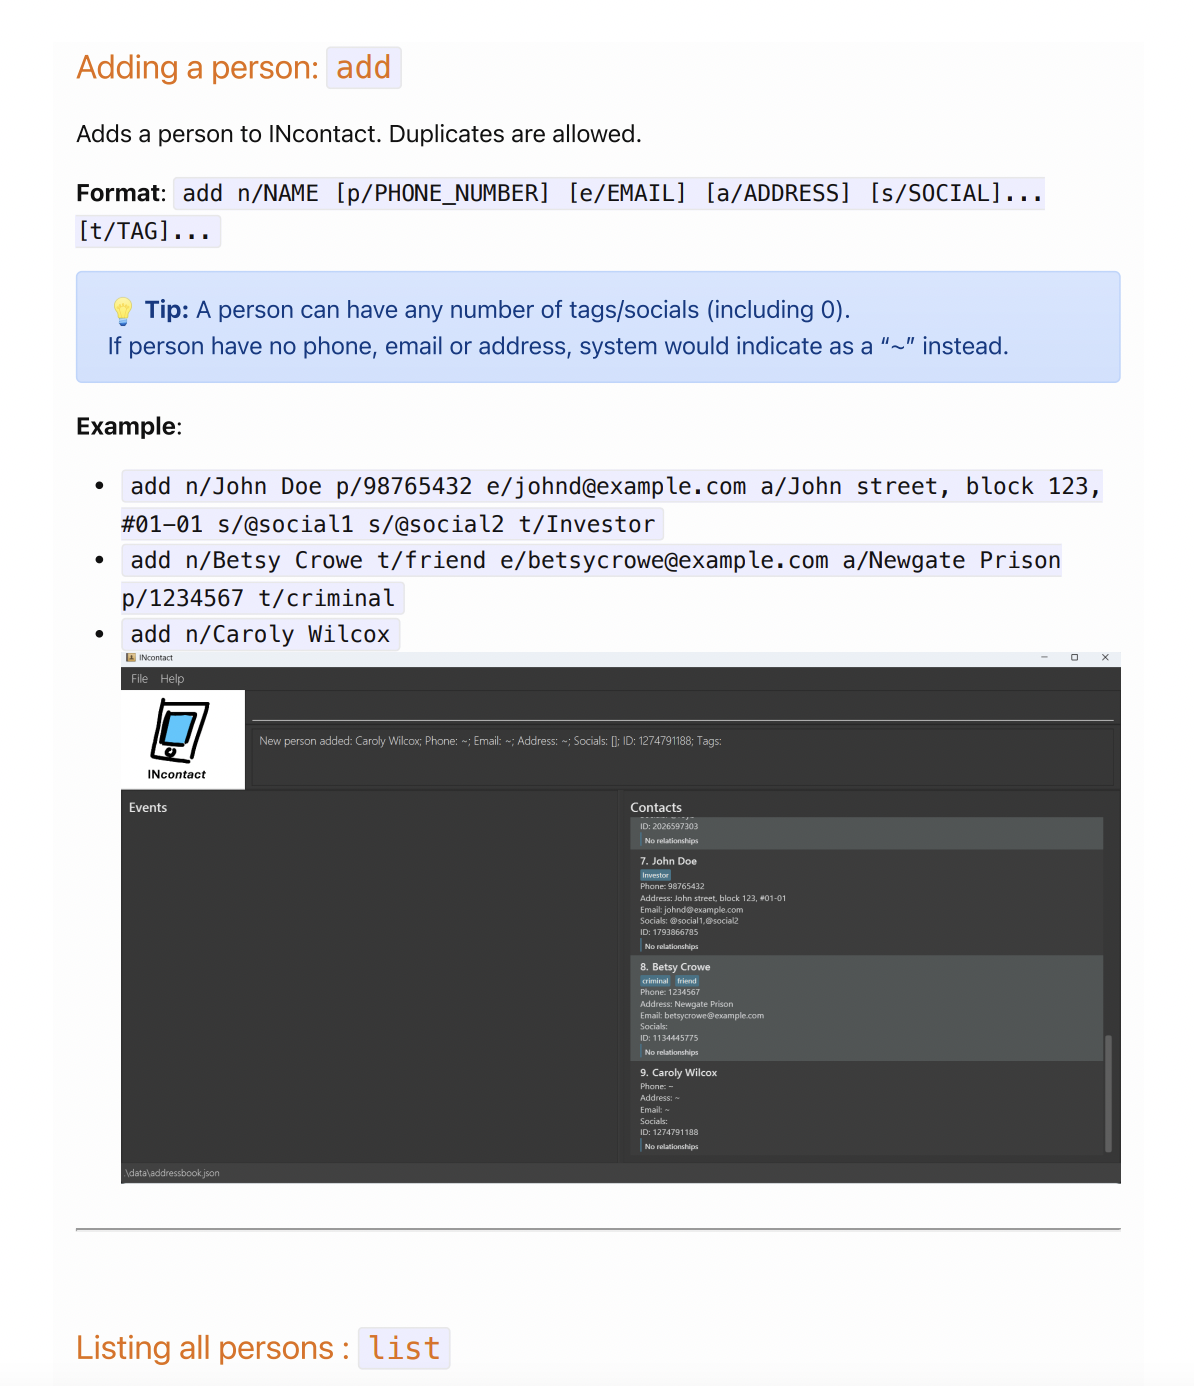 Adding a person: add
Adds a person to INcontact. Duplicates are allowed.
Format: add n/NAME [p/PHONE_NUMBER] [e/EMAIL] [a/ADDRESS] [s/SOCIAL]...
[t/TAG]...
💡 Tip: A person can have any number of tags/socials (including 0).
If person have no phone, email or address, system would indicate as a “~” instead.
Example:
• add n/John Doe p/98765432 e/johnd@example.com a/John street, block 123,
#01-01 s/@social1 s/@social2 t/Investor
• add n/Betsy Crowe t/friend e/betsycrowe@example.com a/Newgate Prison
p/1234567 t/criminal
• add n/Caroly Wilcox
INcontact
File Help
INcontact
New person added: Caroly Wilcox; Phone: ~; Email: ~; Address: ~; Socials: []; ID: 1274791188; Tags:
Events
Contacts
ID: 2026597303
No relationships
7. John Doe
Investor
Phone: 98765432
Address: John street, block 123, #01-01
Email: johnd@example.com
Socials: @social1,@social2
ID: 1793866785
No relationships
8. Betsy Crowe
criminal friend
Phone: 1234567
Address: Newgate Prison
Email: betsycrowe@example.com
Socials:
ID: 1134445775
No relationships
9. Caroly Wilcox
Phone: ~
Address: ~
Email: ~
Socials:
ID: 1274791188
No relationships
\data\addressbook.json
Listing all persons : list